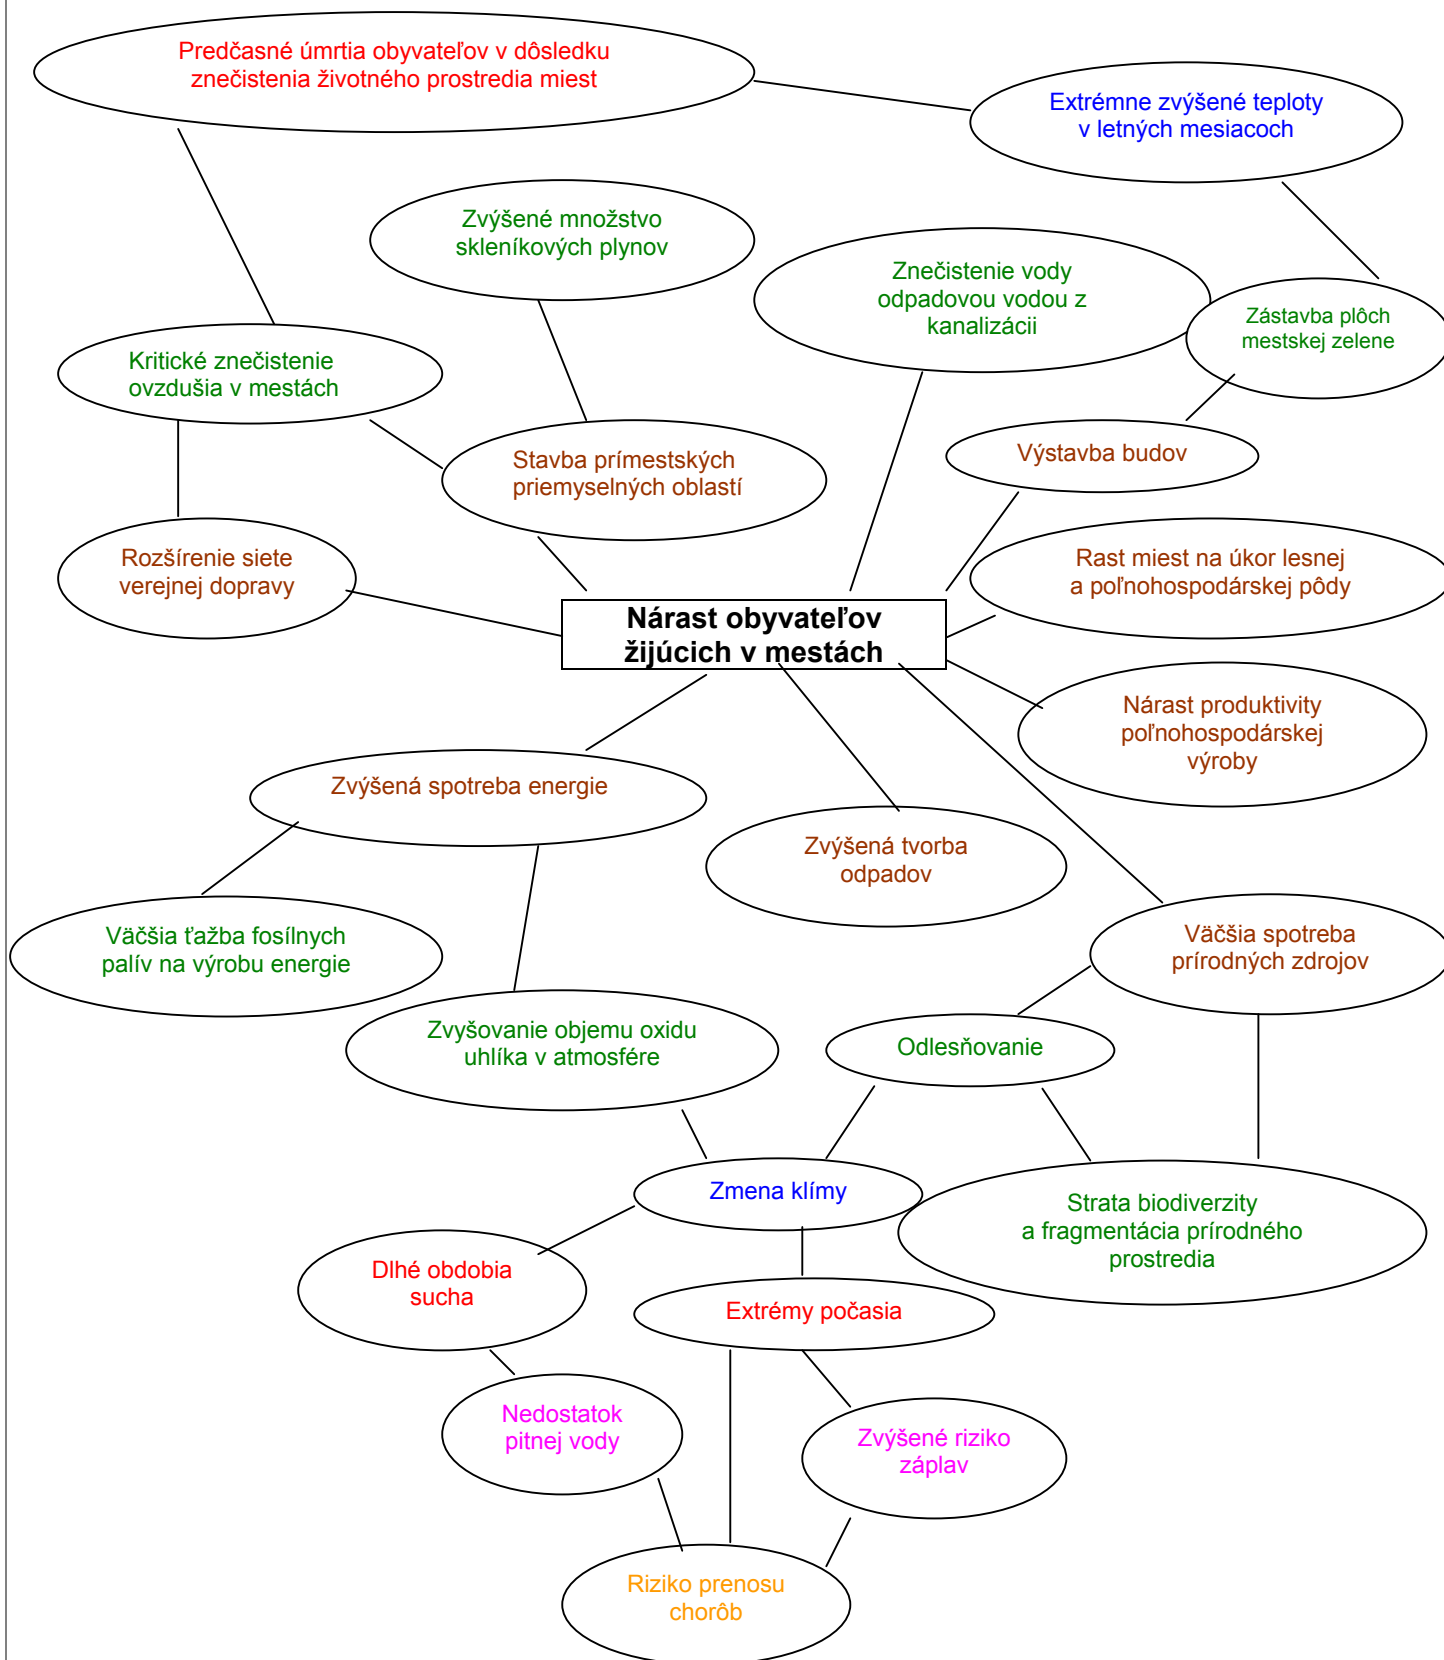 Predčasné úmrtia obyvateľov v dôsledku
znečistenia životného prostredia miest
Extrémne zvýšené teploty
v letných mesiacoch
Zvýšené množstvo
skleníkových plynov
Znečistenie vody
odpadovou vodou z
kanalizácii
Zástavba plôch
mestskej zelene
Kritické znečistenie
ovzdušia v mestách
Stavba prímestských
priemyselných oblastí
Výstavba budov
Rozšírenie siete
verejnej dopravy
Rast miest na úkor lesnej
a poľnohospodárskej pôdy
Nárast obyvateľov
žijúcich v mestách
Nárast produktivity
poľnohospodárskej
výroby
Zvýšená spotreba energie
Zvýšená tvorba
odpadov
Väčšia ťažba fosílnych
palív na výrobu energie
Väčšia spotreba
prírodných zdrojov
Zvyšovanie objemu oxidu
uhlíka v atmosfére
Odlesňovanie
Zmena klímy
Strata biodiverzity
a fragmentácia prírodného
prostredia
Dlhé obdobia
sucha
Extrémy počasia
Nedostatok
pitnej vody
Zvýšené riziko
záplav
Riziko prenosu
chorôb